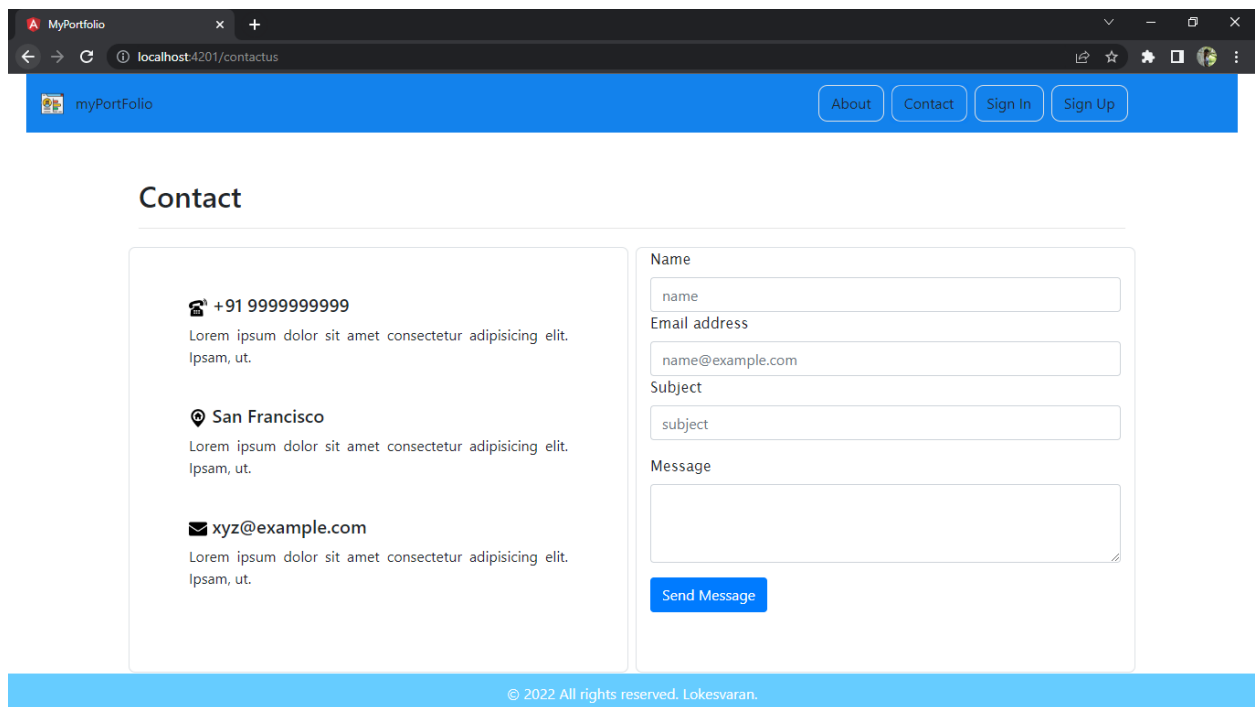 MyPortfolio
localhost:4201/contactus
myPortFolio
About Contact Sign In Sign Up
Contact
+91 9999999999
Lorem ipsum dolor sit amet consectetur adipisicing elit.
Ipsam, ut.
San Francisco
Lorem ipsum dolor sit amet consectetur adipisicing elit.
Ipsam, ut.
xyz@example.com
Lorem ipsum dolor sit amet consectetur adipisicing elit.
Ipsam, ut.
Name
name
Email address
name@example.com
Subject
subject
Message
Send Message
© 2022 All rights reserved. Lokesvaran.